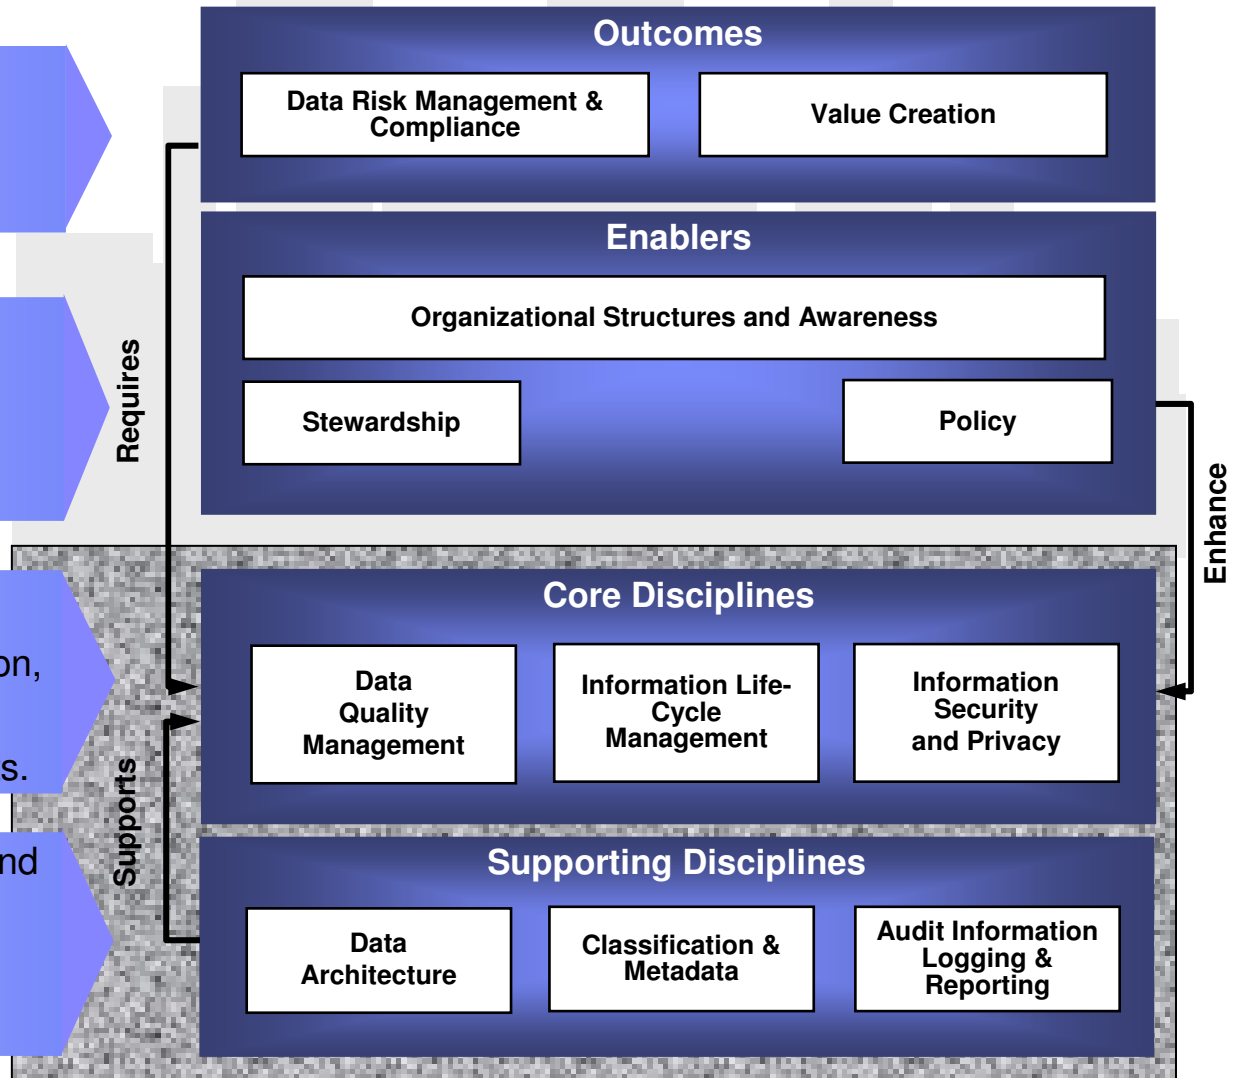 Outcomes
Data Risk Management &
Compliance
Value Creation
Enablers
Organizational Structures and Awareness
Stewardship
Policy
Requires
Enhance
Core Disciplines
Data
Quality
Management
Information Life-
Cycle
Management
Information
Security
and Privacy
Supports
Supporting Disciplines
Data
Architecture
Classification &
Metadata
Audit Information
Logging &
Reporting